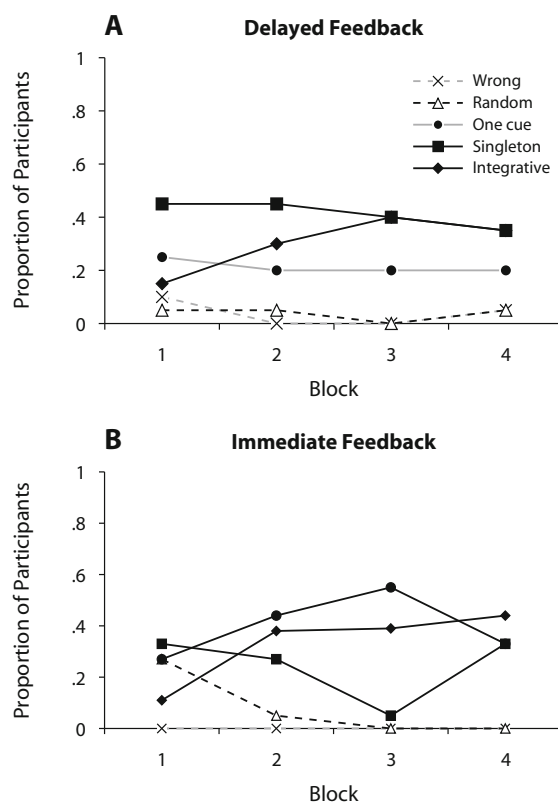 A Delayed Feedback
1
.8
.6
.4
.2
0
Proportion of Participants
Wrong
Random
One cue
Singleton
Integrative
1 2 3 4
Block
B Immediate Feedback
1
.8
.6
.4
.2
0
Proportion of Participants
1 2 3 4
Block